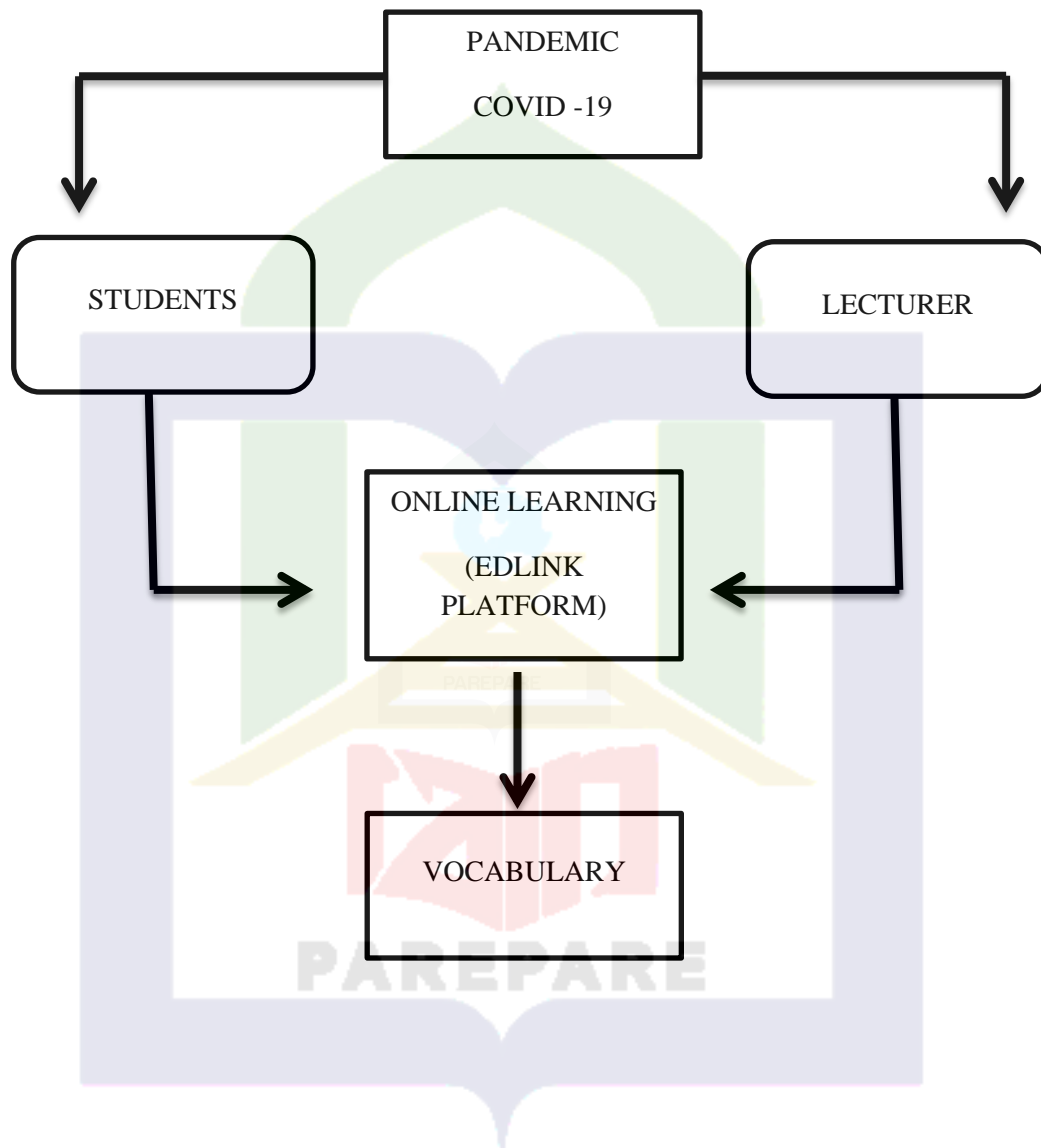 PANDEMIC
COVID -19
STUDENTS
LECTURER
ONLINE LEARNING
(EDLINK
PLATFORM)
PAREPARE
VOCABULARY
PAREPARE